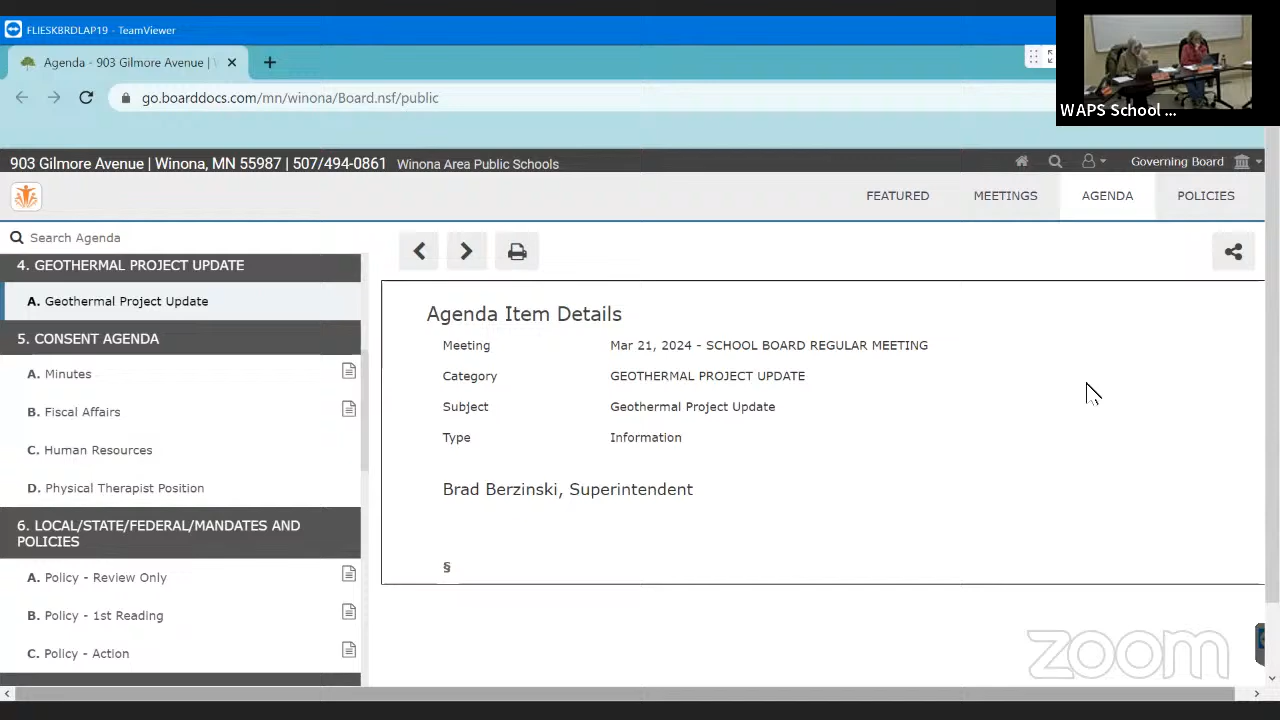 FLIESKBRDLAP19 - TeamViewer
Agenda - 903 Gilmore Avenue |
go.boarddocs.com/mn/winona/Board.nsf/public
WAPS School ...
903 Gilmore Avenue | Winona, MN 55987 | 507/494-0861 Winona Area Public Schools
Governing Board
FEATURED MEETINGS AGENDA POLICIES
Search Agenda
4. GEOTHERMAL PROJECT UPDATE
A. Geothermal Project Update
5. CONSENT AGENDA
A. Minutes
B. Fiscal Affairs
C. Human Resources
D. Physical Therapist Position
6. LOCAL/STATE/FEDERAL/MANDATES AND
POLICIES
A. Policy - Review Only
B. Policy - 1st Reading
C. Policy - Action
Agenda Item Details
Meeting Mar 21, 2024 - SCHOOL BOARD REGULAR MEETING
Category GEOTHERMAL PROJECT UPDATE
Subject Geothermal Project Update
Type Information
Brad Berzinski, Superintendent
§
zoom